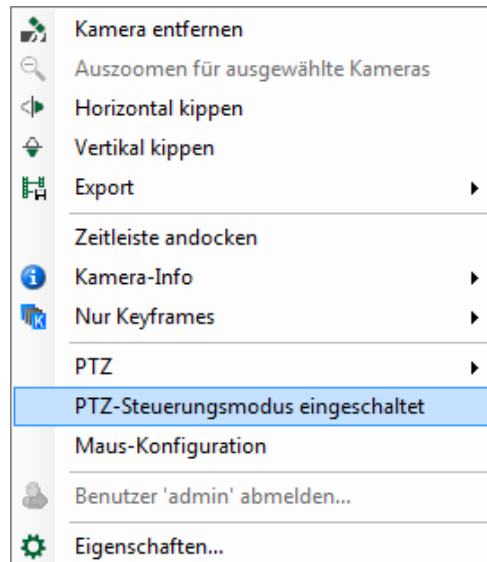 Kamera entfernen
Auszoomen für ausgewählte Kameras
Horizontal kippen
Vertikal kippen
Export
Zeitleiste andocken
Kamera-Info
Nur Keyframes
PTZ
PTZ-Steuerungsmodus eingeschaltet
Maus-Konfiguration
Benutzer 'admin' abmelden...
Eigenschaften...